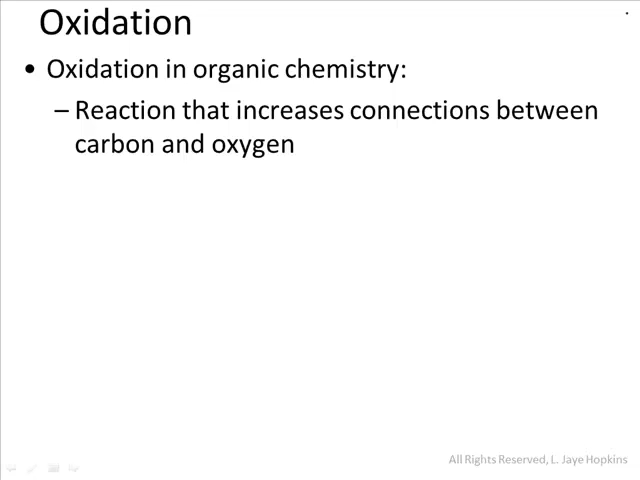 Oxidation
• Oxidation in organic chemistry:
– Reaction that increases connections between
carbon and oxygen
All Rights Reserved, L. Jaye Hopkins